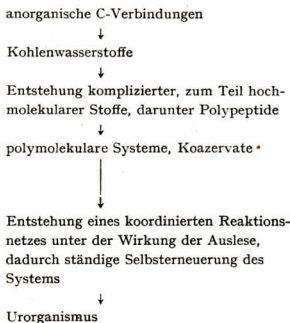 anorganische C-Verbindungen
↓
Kohlenwasserstoffe
↓
Entstehung komplizierter, zum Teil hoch-
molekularer Stoffe, darunter Polypeptide
↓
polymolekulare Systeme, Koazervate
↓
Entstehung eines koordinierten Reaktions-
netzes unter der Wirkung der Auslese,
dadurch ständige Selbsterneuerung des
Systems
↓
Urorganismus